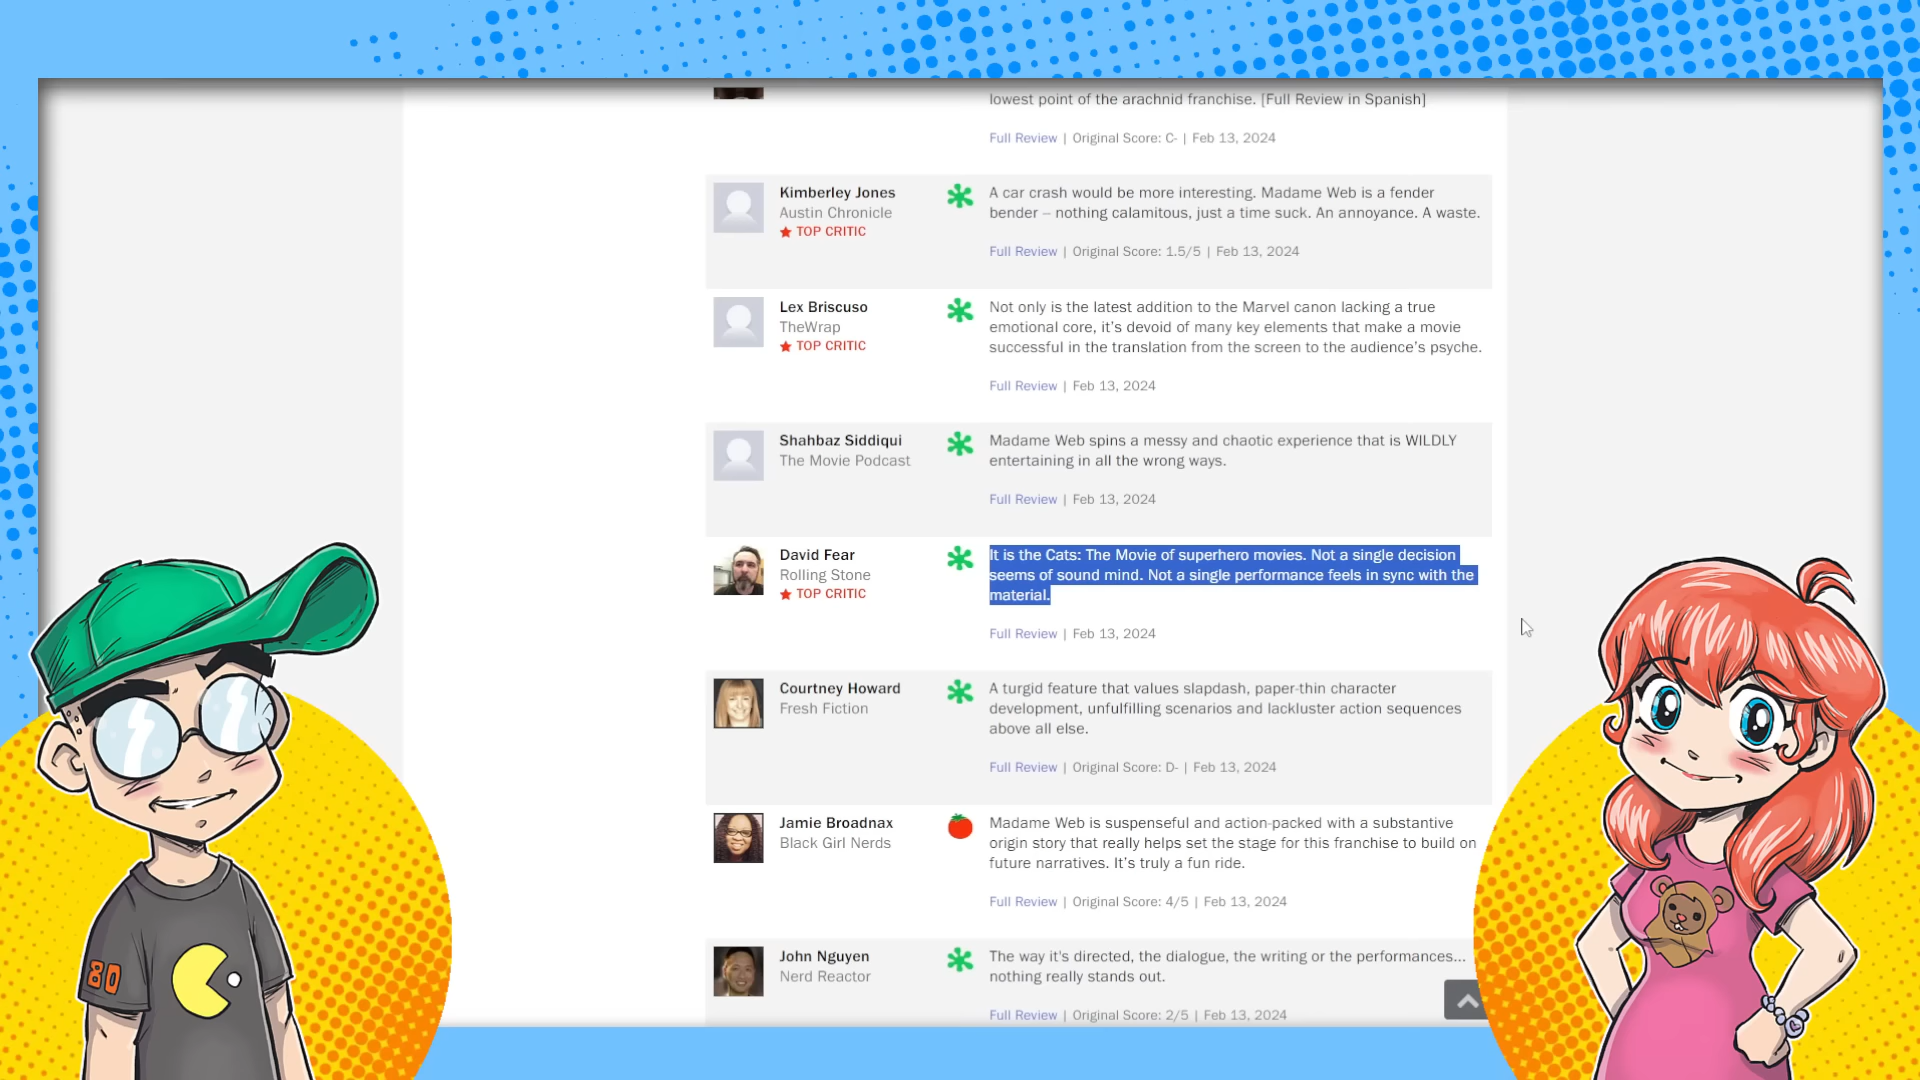 lowest point of the arachnid franchise. [Full Review in Spanish]
Full Review | Original Score: C- | Feb 13, 2024
Kimberley Jones
Austin Chronicle
TOP CRITIC
A car crash would be more interesting. Madame Web is a fender
bender – nothing calamitous, just a time suck. An annoyance. A waste.
Full Review | Original Score: 1.5/5 | Feb 13, 2024
Lex Briscuso
TheWrap
TOP CRITIC
Not only is the latest addition to the Marvel canon lacking a true
emotional core, it's devoid of many key elements that make a movie
successful in the translation from the screen to the audience's psyche.
Full Review | Feb 13, 2024
Shahbaz Siddiqui
The Movie Podcast
Madame Web spins a messy and chaotic experience that is WILDLY
entertaining in all the wrong ways.
Full Review | Feb 13, 2024
David Fear
Rolling Stone
TOP CRITIC
It is the Cats: The Movie of superhero movies. Not a single decision
seems of sound mind. Not a single performance feels in sync with the
material.
Full Review | Feb 13, 2024
Courtney Howard
Fresh Fiction
A turgid feature that values slapdash, paper-thin character
development, unfulfilling scenarios and lackluster action sequences
above all else.
Full Review | Original Score: D- | Feb 13, 2024
Jamie Broadnax
Black Girl Nerds
Madame Web is suspenseful and action-packed with a substantive
origin story that really helps set the stage for this franchise to build on
future narratives. It's truly a fun ride.
Full Review | Original Score: 4/5 | Feb 13, 2024
John Nguyen
Nerd Reactor
The way it's directed, the dialogue, the writing or the performances...
nothing really stands out.
Full Review | Original Score: 2/5 | Feb 13, 2024
80